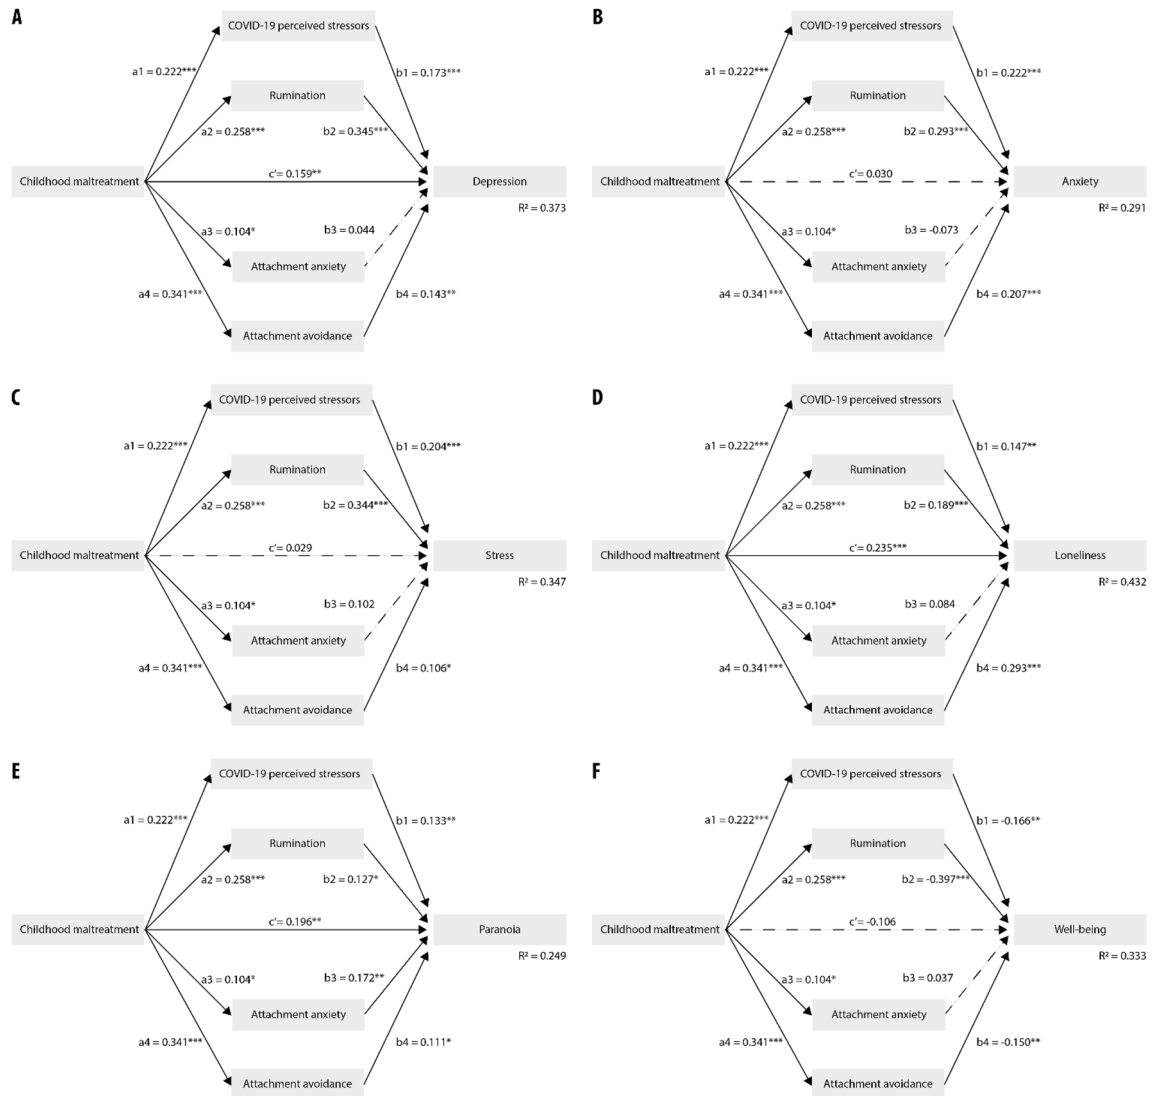 A
COVID-19 perceived stressors
a1 = 0.222***
b1 = 0.173***
Rumination
a2 = 0.258***
b2 = 0.345***
Childhood maltreatment
c'= 0.159**
Depression
R² = 0.373
a3 = 0.104*
b3 = 0.044
Attachment anxiety
a4 = 0.341***
b4 = 0.143**
Attachment avoidance
B
COVID-19 perceived stressors
a1 = 0.222***
b1 = 0.222***
Rumination
a2 = 0.258***
b2 = 0.293***
Childhood maltreatment
c'= 0.030
Anxiety
R² = 0.291
a3 = 0.104*
b3 = -0.073
Attachment anxiety
a4 = 0.341***
b4 = 0.207***
Attachment avoidance
C
COVID-19 perceived stressors
a1 = 0.222***
b1 = 0.204***
Rumination
a2 = 0.258***
b2 = 0.344***
Childhood maltreatment
c'= 0.029
Stress
R² = 0.347
a3 = 0.104*
b3 = 0.102
Attachment anxiety
a4 = 0.341***
b4 = 0.106*
Attachment avoidance
D
COVID-19 perceived stressors
a1 = 0.222***
b1 = 0.147**
Rumination
a2 = 0.258***
b2 = 0.189***
Childhood maltreatment
c'= 0.235***
Loneliness
R² = 0.432
a3 = 0.104*
b3 = 0.084
Attachment anxiety
a4 = 0.341***
b4 = 0.293***
Attachment avoidance
E
COVID-19 perceived stressors
a1 = 0.222***
b1 = 0.133**
Rumination
a2 = 0.258***
b2 = 0.127*
Childhood maltreatment
c'= 0.196**
Paranoia
R² = 0.249
a3 = 0.104*
b3 = 0.172**
Attachment anxiety
a4 = 0.341***
b4 = 0.111*
Attachment avoidance
F
COVID-19 perceived stressors
a1 = 0.222***
b1 = -0.166**
Rumination
a2 = 0.258***
b2 = -0.397***
Childhood maltreatment
c'= -0.106
Well-being
R² = 0.333
a3 = 0.104*
b3 = 0.037
Attachment anxiety
a4 = 0.341***
b4 = -0.150**
Attachment avoidance